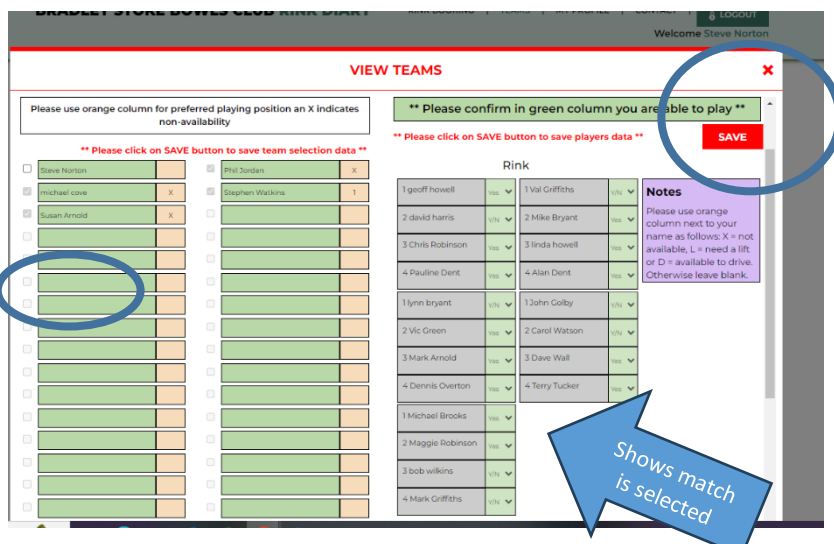 BRADLEY STOKE BOWLS CLUB RINK DIARY
RINK BOOKING | TEAMS | MY PROFILE | CONTACT | LOGOUT
Welcome Steve Norton
VIEW TEAMS
Please use orange column for preferred playing position an X indicates
non-availability
** Please click on SAVE button to save team selection data **
Steve Norton
Phil Jordan X
michael cove X
Stephen Watkins 1
Susan Arnold X
** Please confirm in green column you are able to play **
** Please click on SAVE button to save players data **
SAVE
Rink
1 geoff howell Yes
1 Val Griffiths Y/N
2 david harris Y/N
2 Mike Bryant Yes
3 Chris Robinson Yes
3 linda howell Yes
4 Pauline Dent Yes
4 Alan Dent Yes
1 lynn bryant Y/N
1 John Golby Y/N
2 Vic Green Yes
2 Carol Watson Y/N
3 Mark Arnold Yes
3 Dave Wall Yes
4 Dennis Overton Yes
4 Terry Tucker Yes
1 Michael Brooks Yes
2 Maggie Robinson Yes
3 bob wilkins Y/N
4 Mark Griffiths Y/N
Notes
Please use orange
column next to your
name as follows: X = not
available, L = need a lift
or D = available to drive.
Otherwise leave blank.
Shows match
is selected